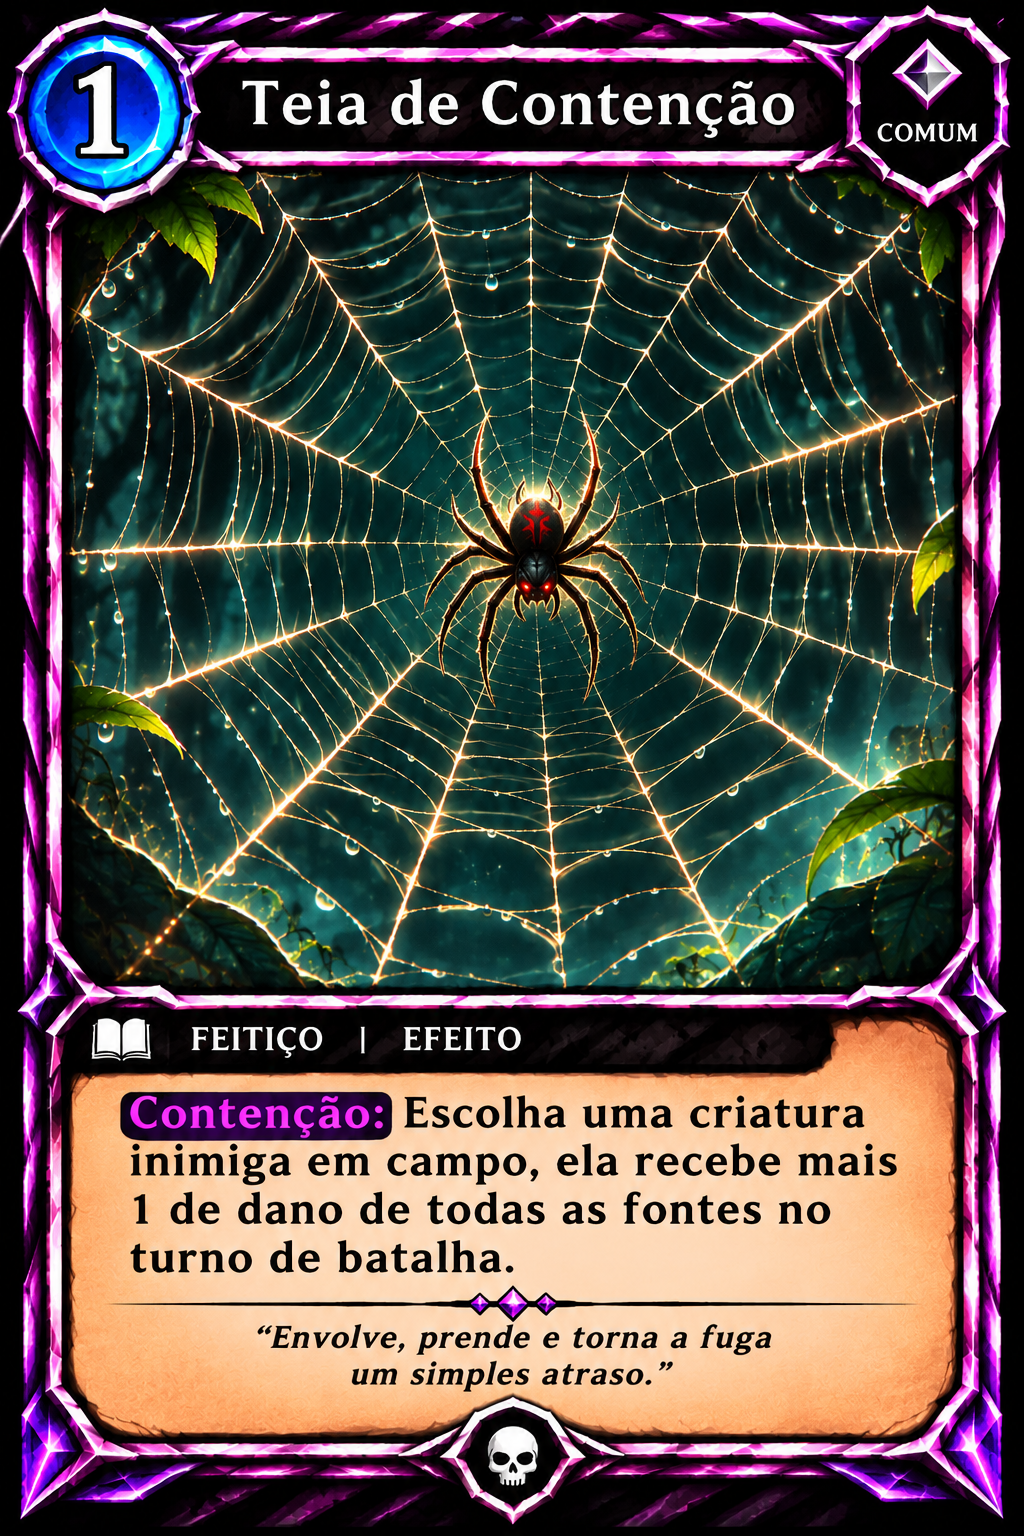 1
Teia de Contenção
COMUM
FEITIÇO | EFEITO
Contenção: Escolha uma criatura
inimiga em campo, ela recebe mais
1 de dano de todas as fontes no
turno de batalha.
“Envolve, prende e torna a fuga
um simples atraso.”